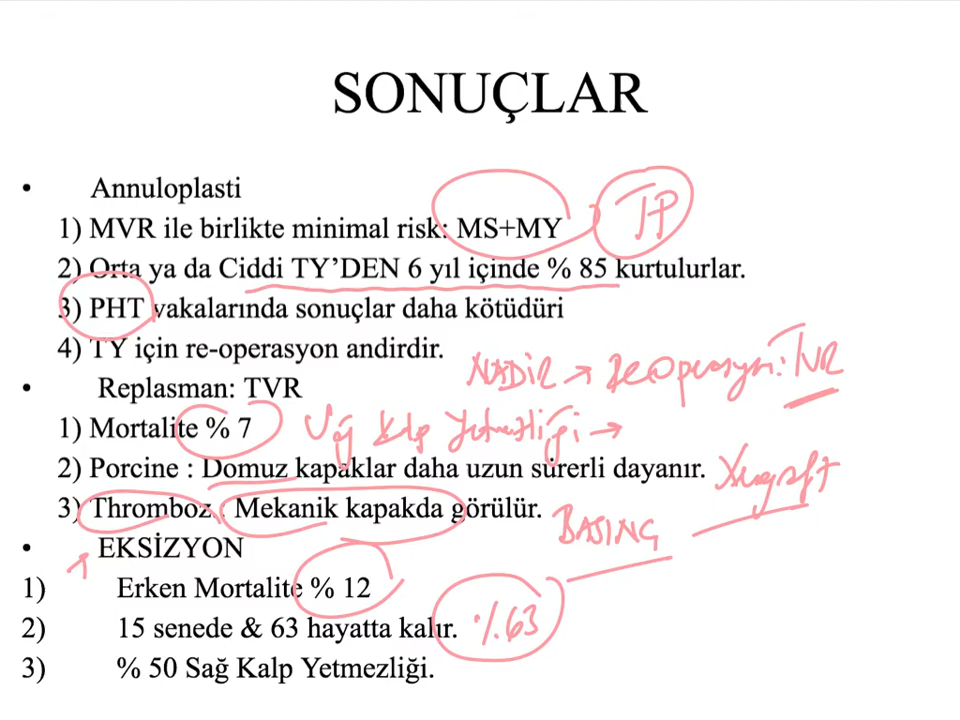 SONUÇLAR
• Annuloplasti
1) MVR ile birlikte minimal risk: MS+MY
TP
2) Orta ya da Ciddi TY’DEN 6 yıl içinde % 85 kurtulurlar.
3) PHT vakalarında sonuçlar daha kötüdüri
4) TY için re-operasyon andirdir.
NADİR → Reoperasyon: TVR
• Replasman: TVR
1) Mortalite % 7
Kalp Yetmezliği →
2) Porcine : Domuz kapaklar daha uzun sürerli dayanır.
3) Thromboz : Mekanik kapakda görülür.
BASINÇ
• EKSİZYON
1) Erken Mortalite % 12
2) 15 senede & 63 hayatta kalır.
%63
3) % 50 Sağ Kalp Yetmezliği.